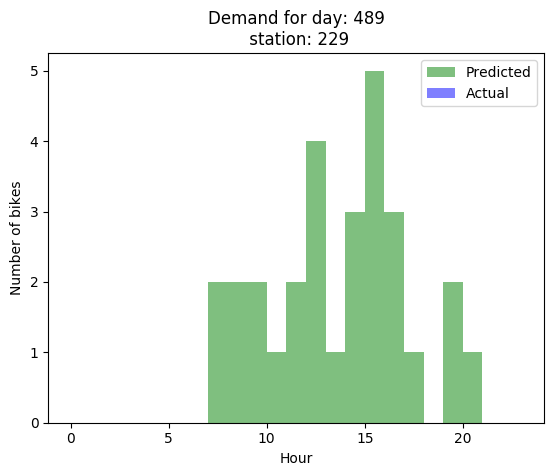 Demand for day: 489
station: 229
Predicted
Actual
5
4
3
2
1
0
Number of bikes
0 5 10 15 20
Hour